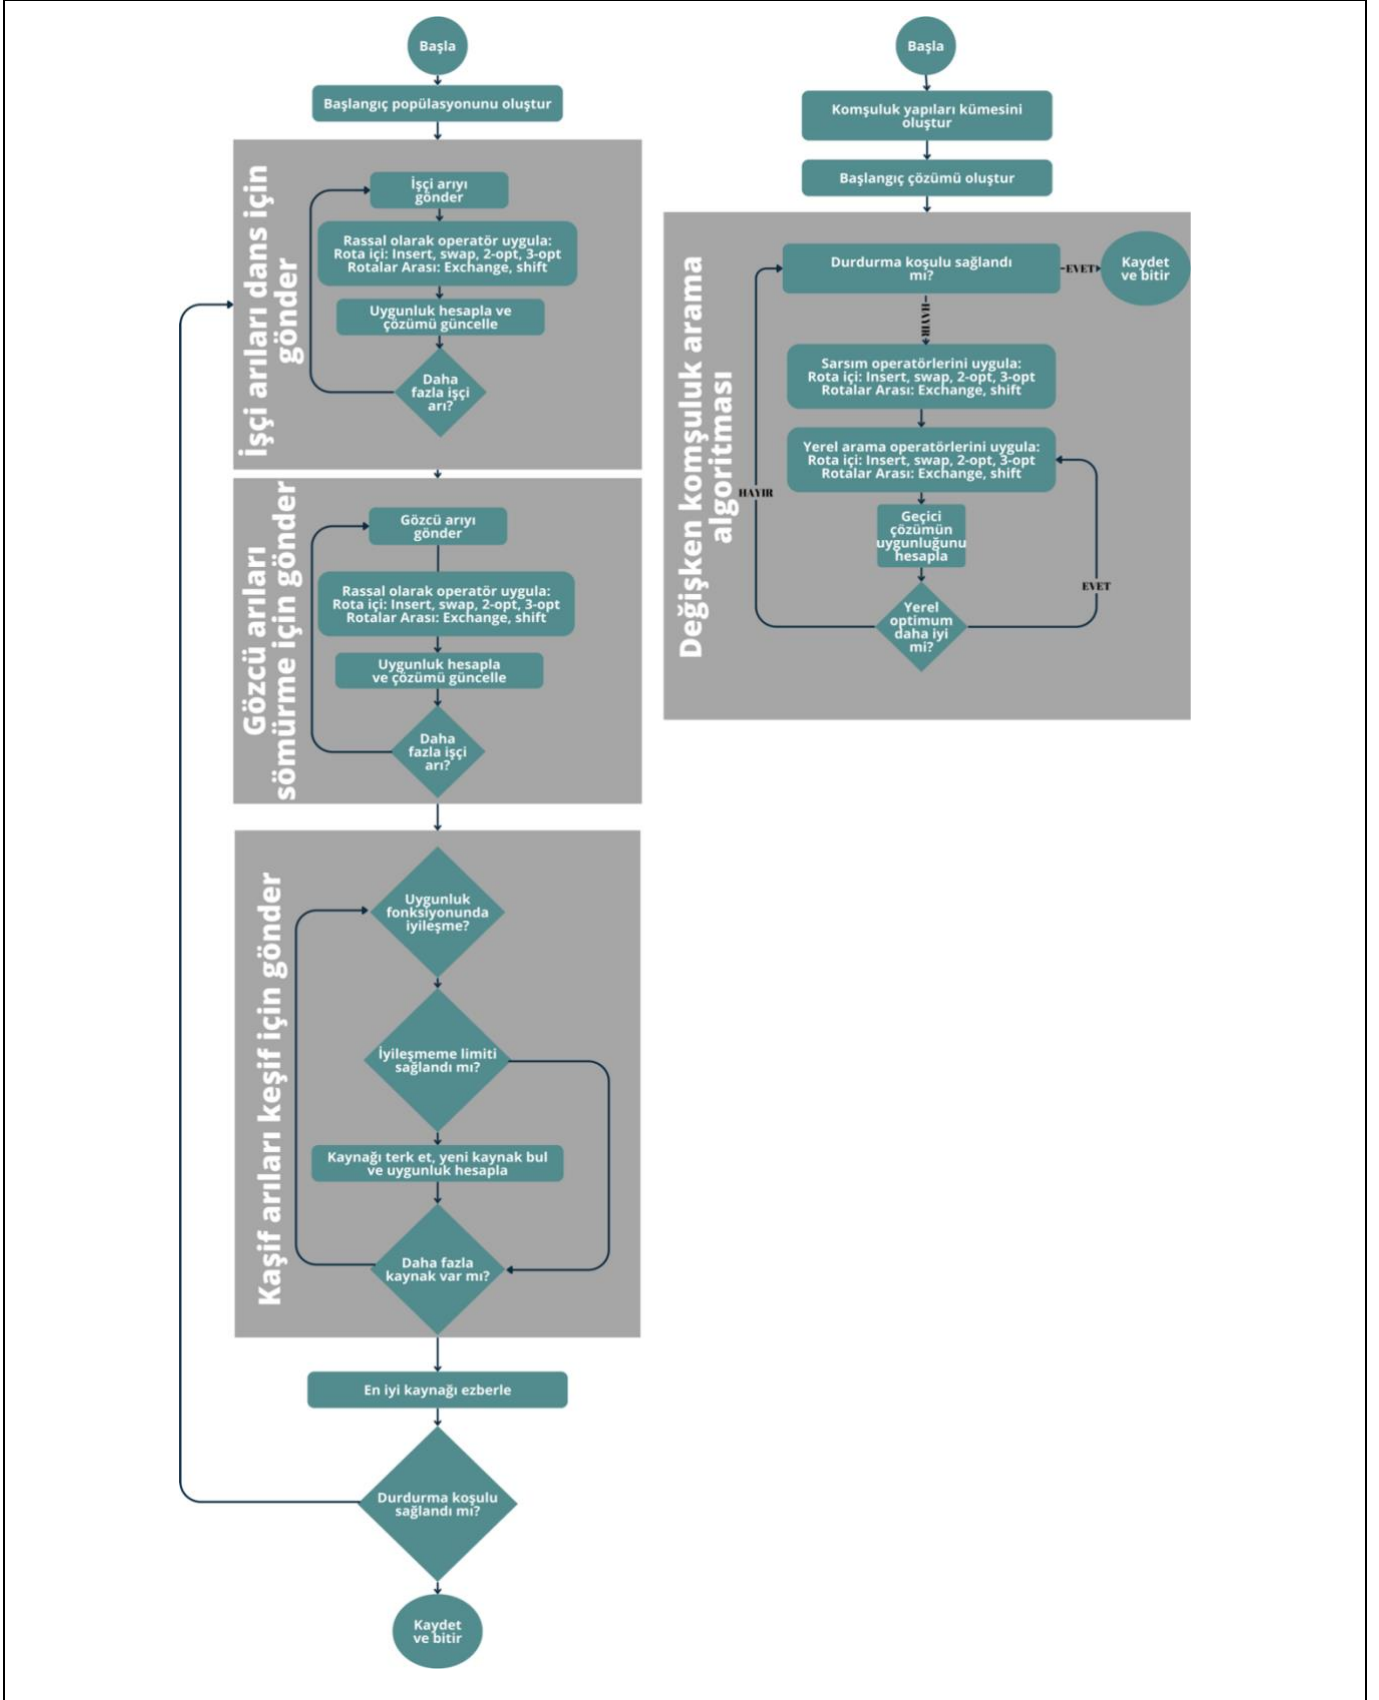 Başla
Başlangıç popülasyonunu oluştur
İşçi arıları dans için
gönder
İşçi arıyı
gönder
Rassal olarak operatör uygula:
Rota içi: Insert, swap, 2-opt, 3-opt
Rotalar Arası: Exchange, shift
Uygunluk hesapla ve
çözümü güncelle
Daha
fazla işçi
arı?
Gözcü arıları
sömürme için gönder
Gözcü arıyı
gönder
Rassal olarak operatör uygula:
Rota içi: Insert, swap, 2-opt, 3-opt
Rotalar Arası: Exchange, shift
Uygunluk hesapla
ve çözümü güncelle
Daha
fazla işçi
arı?
Kaşif arıları keşif için gönder
Uygunluk
fonksiyonunda
iyileşme?
İyileşmeme limiti
sağlandı mı?
Kaynağı terk et, yeni kaynak bul
ve uygunluk hesapla
Daha fazla
kaynak var mı?
En iyi kaynağı ezberle
Durdurma koşulu
sağlandı mı?
Kaydet
ve bitir
Başla
Komşuluk yapıları kümesini
oluştur
Başlangıç çözümü oluştur
Değişken komşuluk arama
algoritması
Durdurma koşulu sağlandı
mı?
EVET
Kaydet
ve bitir
HAYIR
Sarsım operatörlerini uygula:
Rota içi: Insert, swap, 2-opt, 3-opt
Rotalar Arası: Exchange, shift
Yerel arama operatörlerini uygula:
Rota içi: Insert, swap, 2-opt, 3-opt
Rotalar Arası: Exchange, shift
HAYIR
Geçici
çözümün
uygunluğunu
hesapla
EVET
Yerel
optimum
daha iyi
mi?